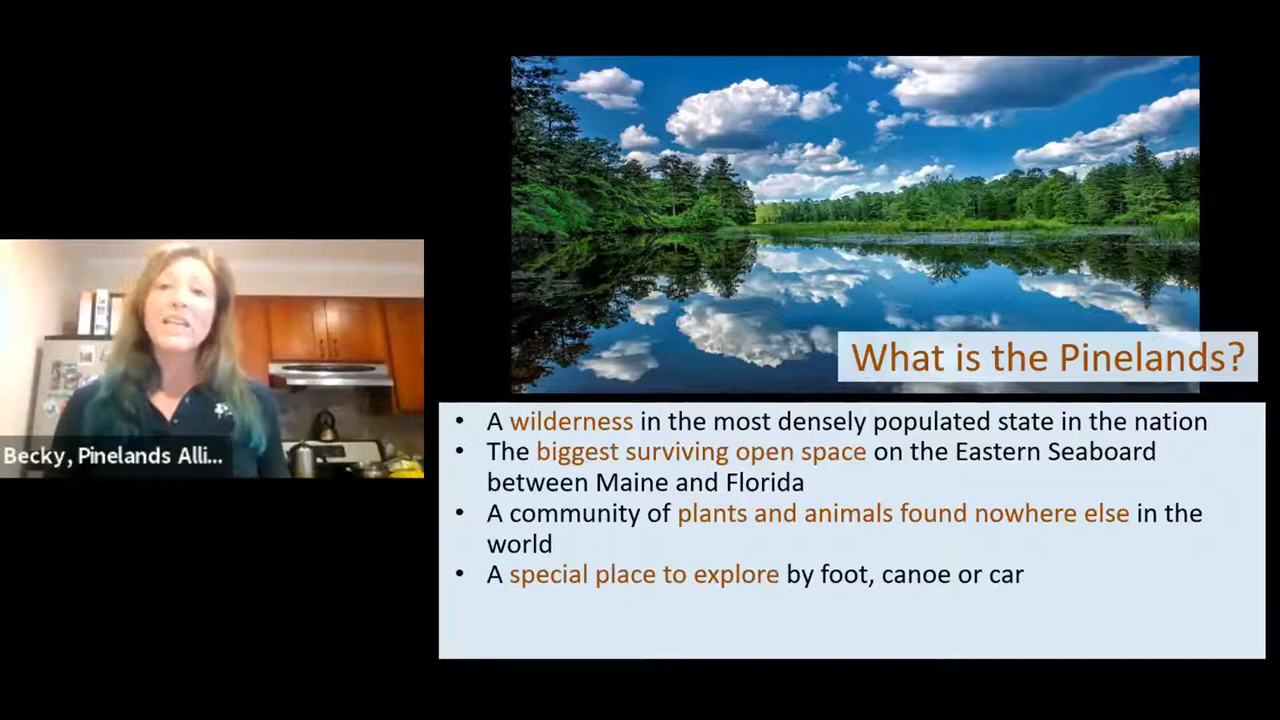 What is the Pinelands?
• A wilderness in the most densely populated state in the nation
• The biggest surviving open space on the Eastern Seaboard
between Maine and Florida
• A community of plants and animals found nowhere else in the
world
• A special place to explore by foot, canoe or car
Becky, Pinelands Alli...